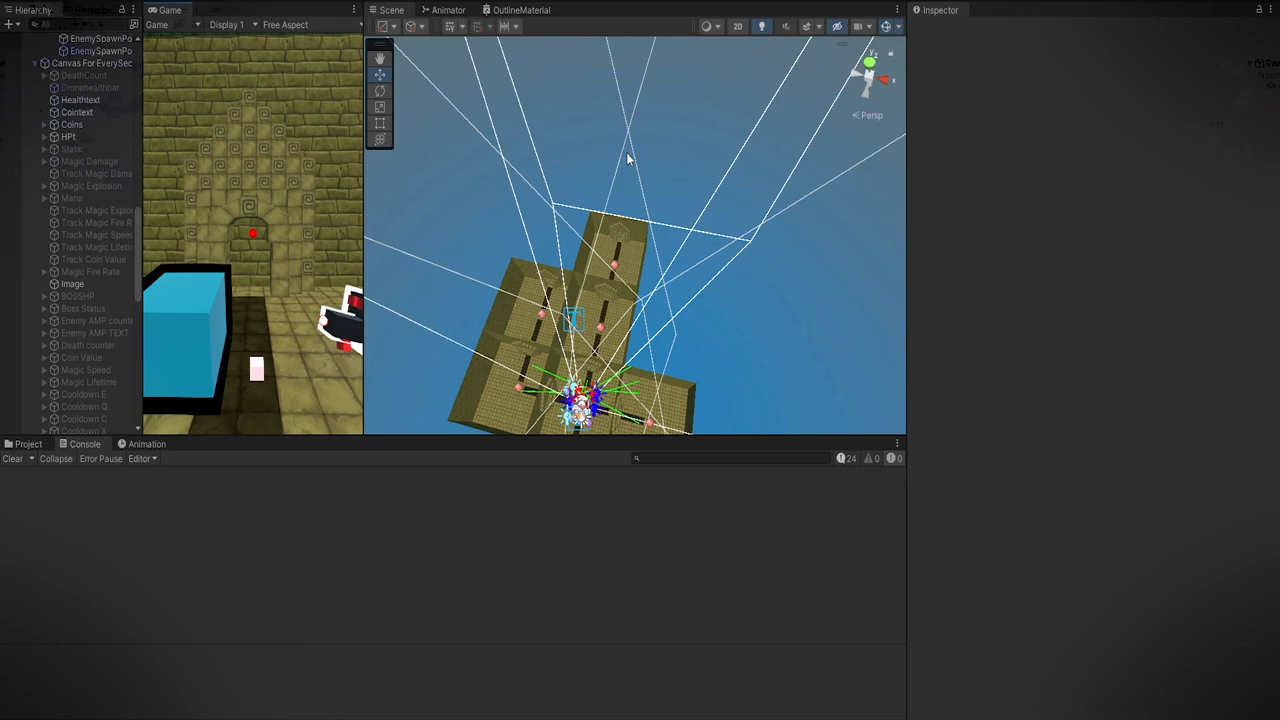 Hierarchy
Game
Scene
Animator
OutlineMaterial
Inspector
All
Game
Display 1
Free Aspect
2D
EnemySpawnPo
EnemySpawnPo
Canvas For EverySec
DeathCount
Dronehealthbar
Healthtext
Cointext
Coins
HPt
Stats
Magic Damage
Track Magic Dama
Magic Explosion
Mana
Track Magic Explo
Track Magic Fire R
Track Magic Speed
Track Magic Lifetim
Track Coin Value
Magic Fire Rate
Image
BOSSHP
Boss Status
Enemy AMP count
Enemy AMP TEXT
Death counter
Coin Value
Magic Speed
Magic Lifetime
Cooldown E
Cooldown Q
Cooldown C
Cooldown X
y
z
x
Persp
Project
Console
Animation
Clear
Collapse
Error Pause
Editor
24
0
0